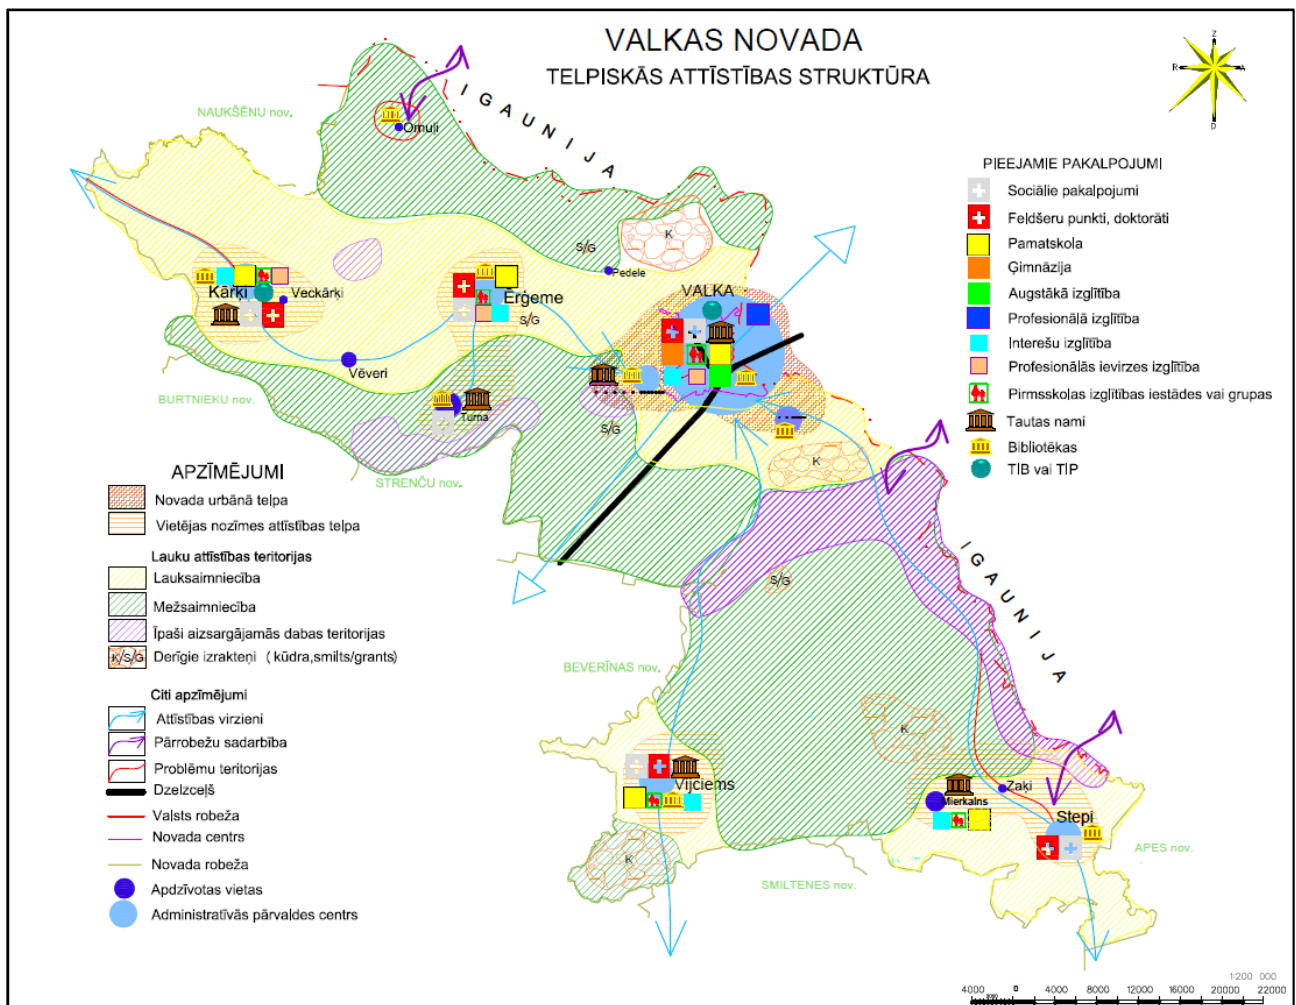 VALKAS NOVADA
TELPISKĀS ATTĪSTĪBAS STRUKTŪRA
Z
R
A
D
NAUKŠĒNU nov.
Omuļi
IGAUNIJA
PIEEJAMIE PAKALPOJUMI
Sociālie pakalpojumi
Feldšeru punkti, doktorāti
Pamatskola
Ģimnāzija
Augstākā izglītība
Profesionālā izglītība
Interešu izglītība
Profesionālās ievirzes izglītība
Pirmsskoļas izglītības iestādes vai grupas
Tautas nami
Bibliotēkas
TĪB vai TĪP
K
S/G
Pedele
Kārķi
Veckārķi
Ērģeme
S/G
VALKA
Vēveri
BURTNIEKU nov.
Turna
S/G
K
STRENČU nov.
APZĪMĒJUMI
Novada urbānā telpa
Vietējas nozīmes attīstības telpa
Lauku attīstības teritorijas
Lauksaimniecība
Mežsaimniecība
Īpaši aizsargājamās dabas teritorijas
K/S/G
Derīgie izrakteņi ( kūdra,smilts/grants)
Citi apzīmējumi
Attīstības virzieni
Pārrobežu sadarbība
Problēmu teritorijas
Dzelzceļš
Valsts robeža
Novada centrs
Novada robeža
Apdzīvotas vietas
Administratīvās pārvaldes centrs
S/G
IGAUNIJA
BEVERĪNAS nov.
K
Vijciems
K
Mierkalns
Zaķi
Stepi
APES nov.
SMILTENES nov.
1:200 000
4000
0
4000
8000
12000
16000
20000
22000